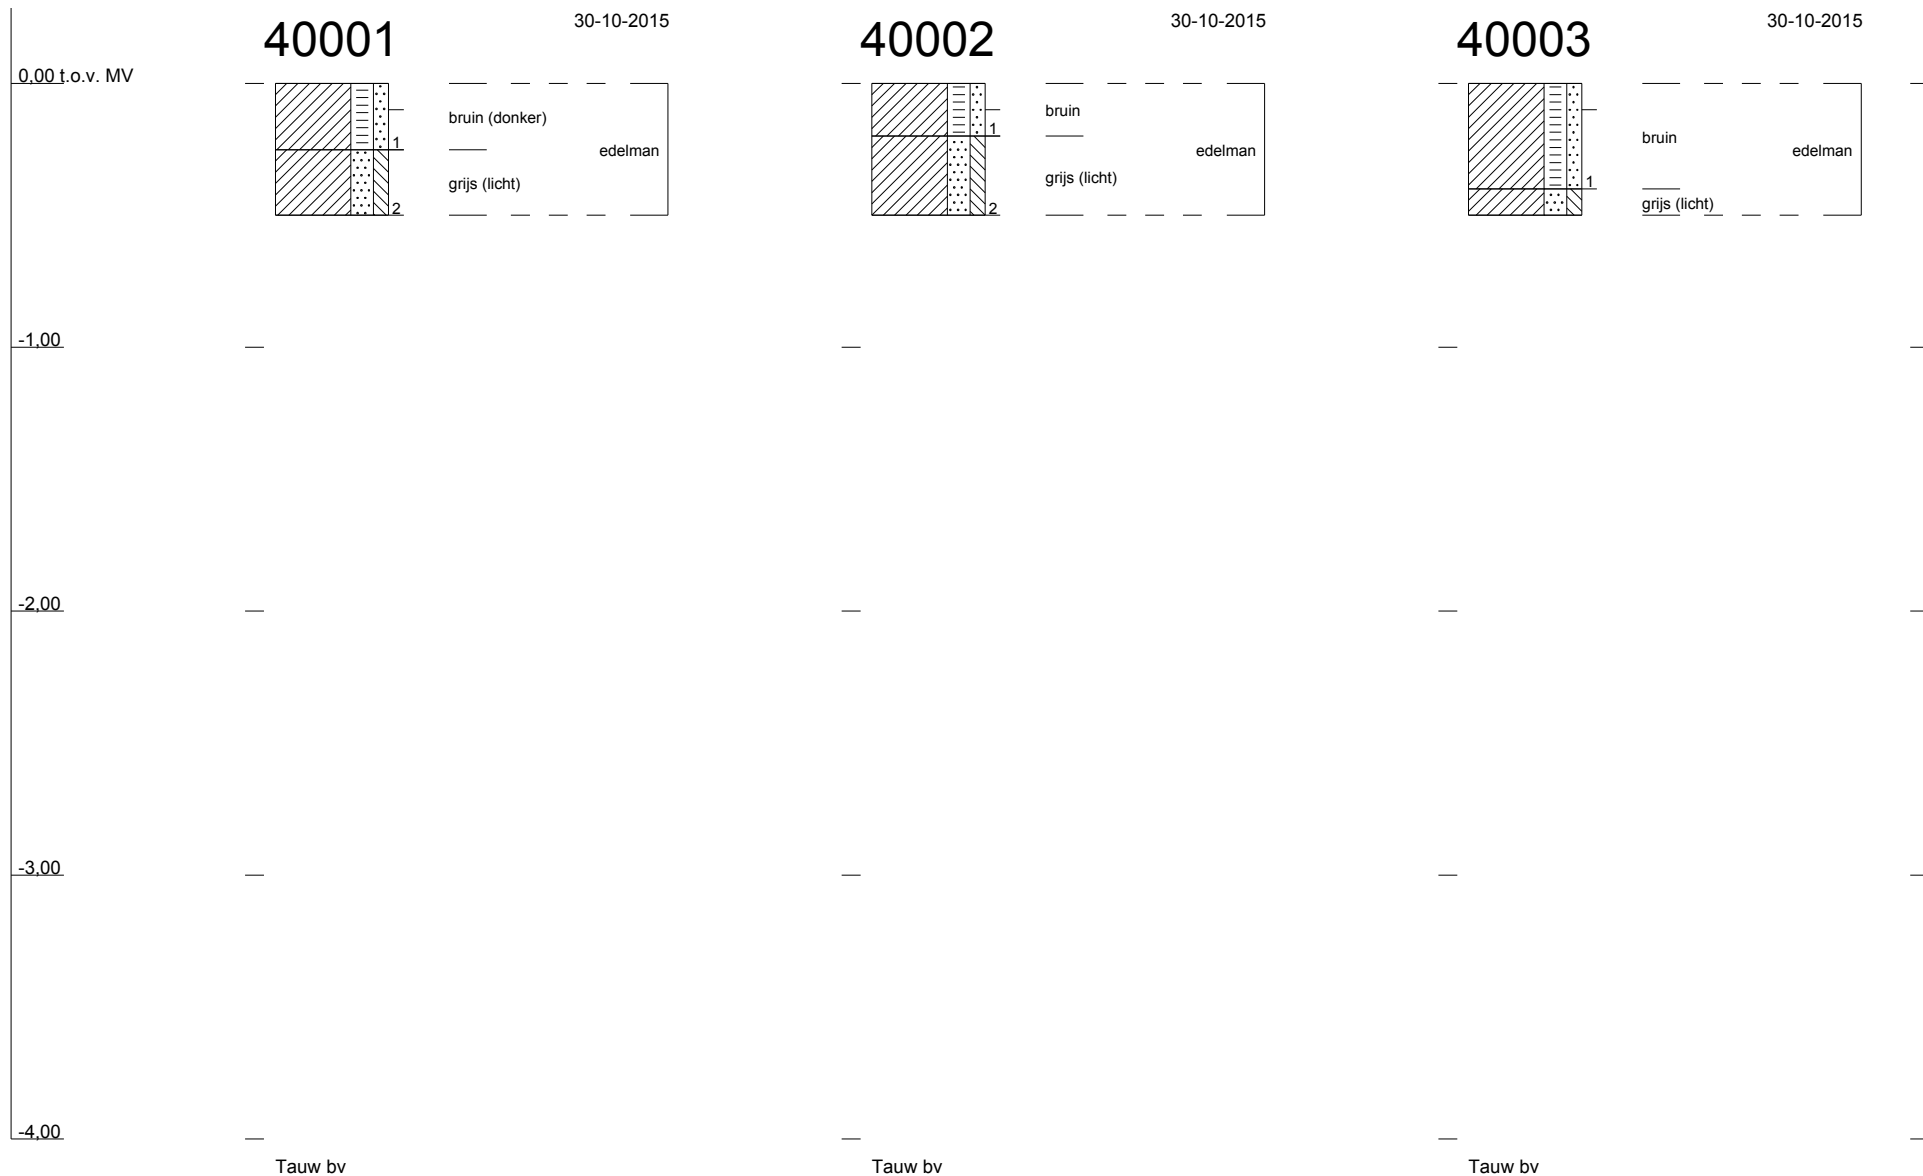 40001
30-10-2015
40002
30-10-2015
40003
30-10-2015
0,00 t.o.v. MV
bruin (donker)
1
edelman
grijs (licht)
2
bruin
1
edelman
grijs (licht)
2
bruin
edelman
1
grijs (licht)
-1,00
-2,00
-3,00
-4,00
Tauw bv
Tauw bv
Tauw bv